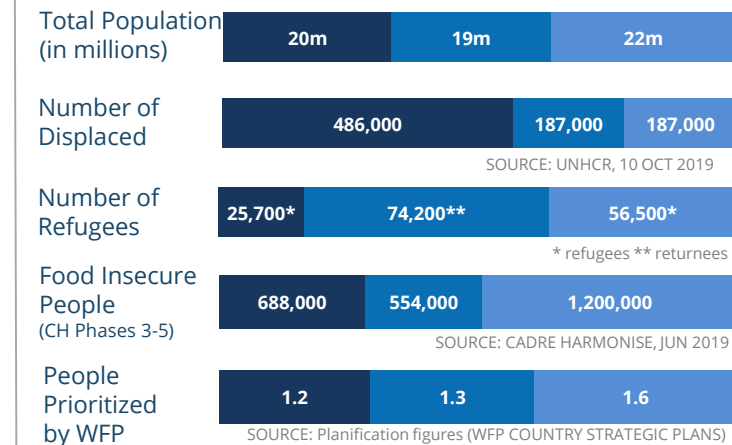 Total Population
(in millions)
20m 19m 22m
Number of
Displaced
486,000 187,000 187,000
SOURCE: UNHCR, 10 OCT 2019
Number of
Refugees
25,700* 74,200** 56,500*
* refugees ** returnees
Food Insecure
People
(CH Phases 3-5)
688,000 554,000 1,200,000
SOURCE: CADRE HARMONISE, JUN 2019
People
Prioritized
by WFP
1.2 1.3 1.6
SOURCE: Planification figures (WFP COUNTRY STRATEGIC PLANS)